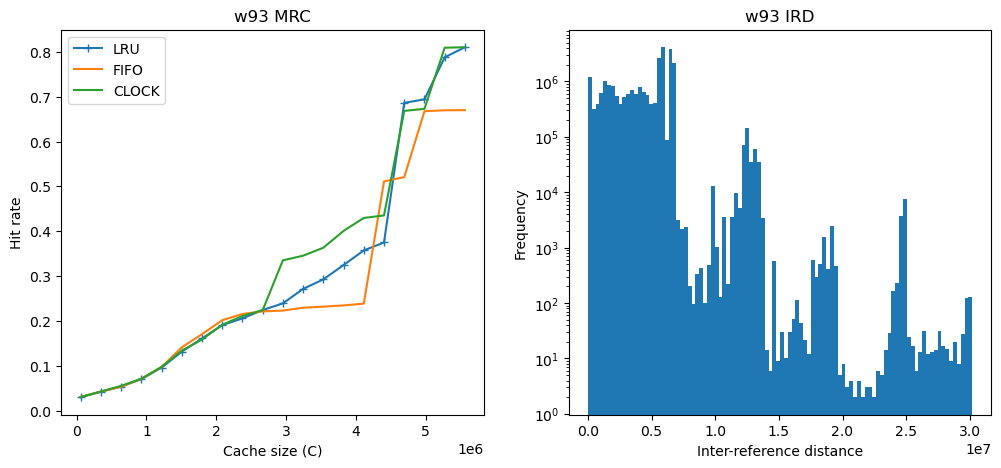 w93 MRC
LRU
FIFO
CLOCK
Hit rate
0.8
0.7
0.6
0.5
0.4
0.3
0.2
0.1
0.0
0
1
2
3
4
5
1e6
Cache size (C)
w93 IRD
Frequency
10^6
10^5
10^4
10^3
10^2
10^1
10^0
0.0
0.5
1.0
1.5
2.0
2.5
3.0
1e7
Inter-reference distance